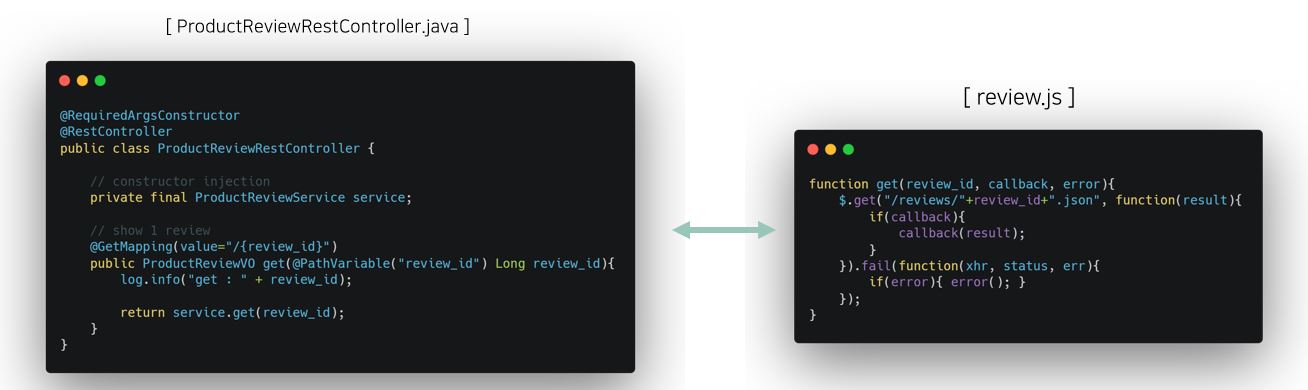 [ ProductReviewRestController.java ]
@RequiredArgsConstructor
@RestController
public class ProductReviewRestController {
    // constructor injection
    private final ProductReviewService service;
    // show 1 review
    @GetMapping(value="/{review_id}")
    public ProductReviewVO get(@PathVariable("review_id") Long review_id){
        log.info("get : " + review_id);
        return service.get(review_id);
    }
}
[ review.js ]
function get(review_id, callback, error){
    $.get("/reviews/"+review_id+".json", function(result){
        if(callback){
            callback(result);
        }
    }).fail(function(xhr, status, err){
        if(error){ error(); }
    });
}